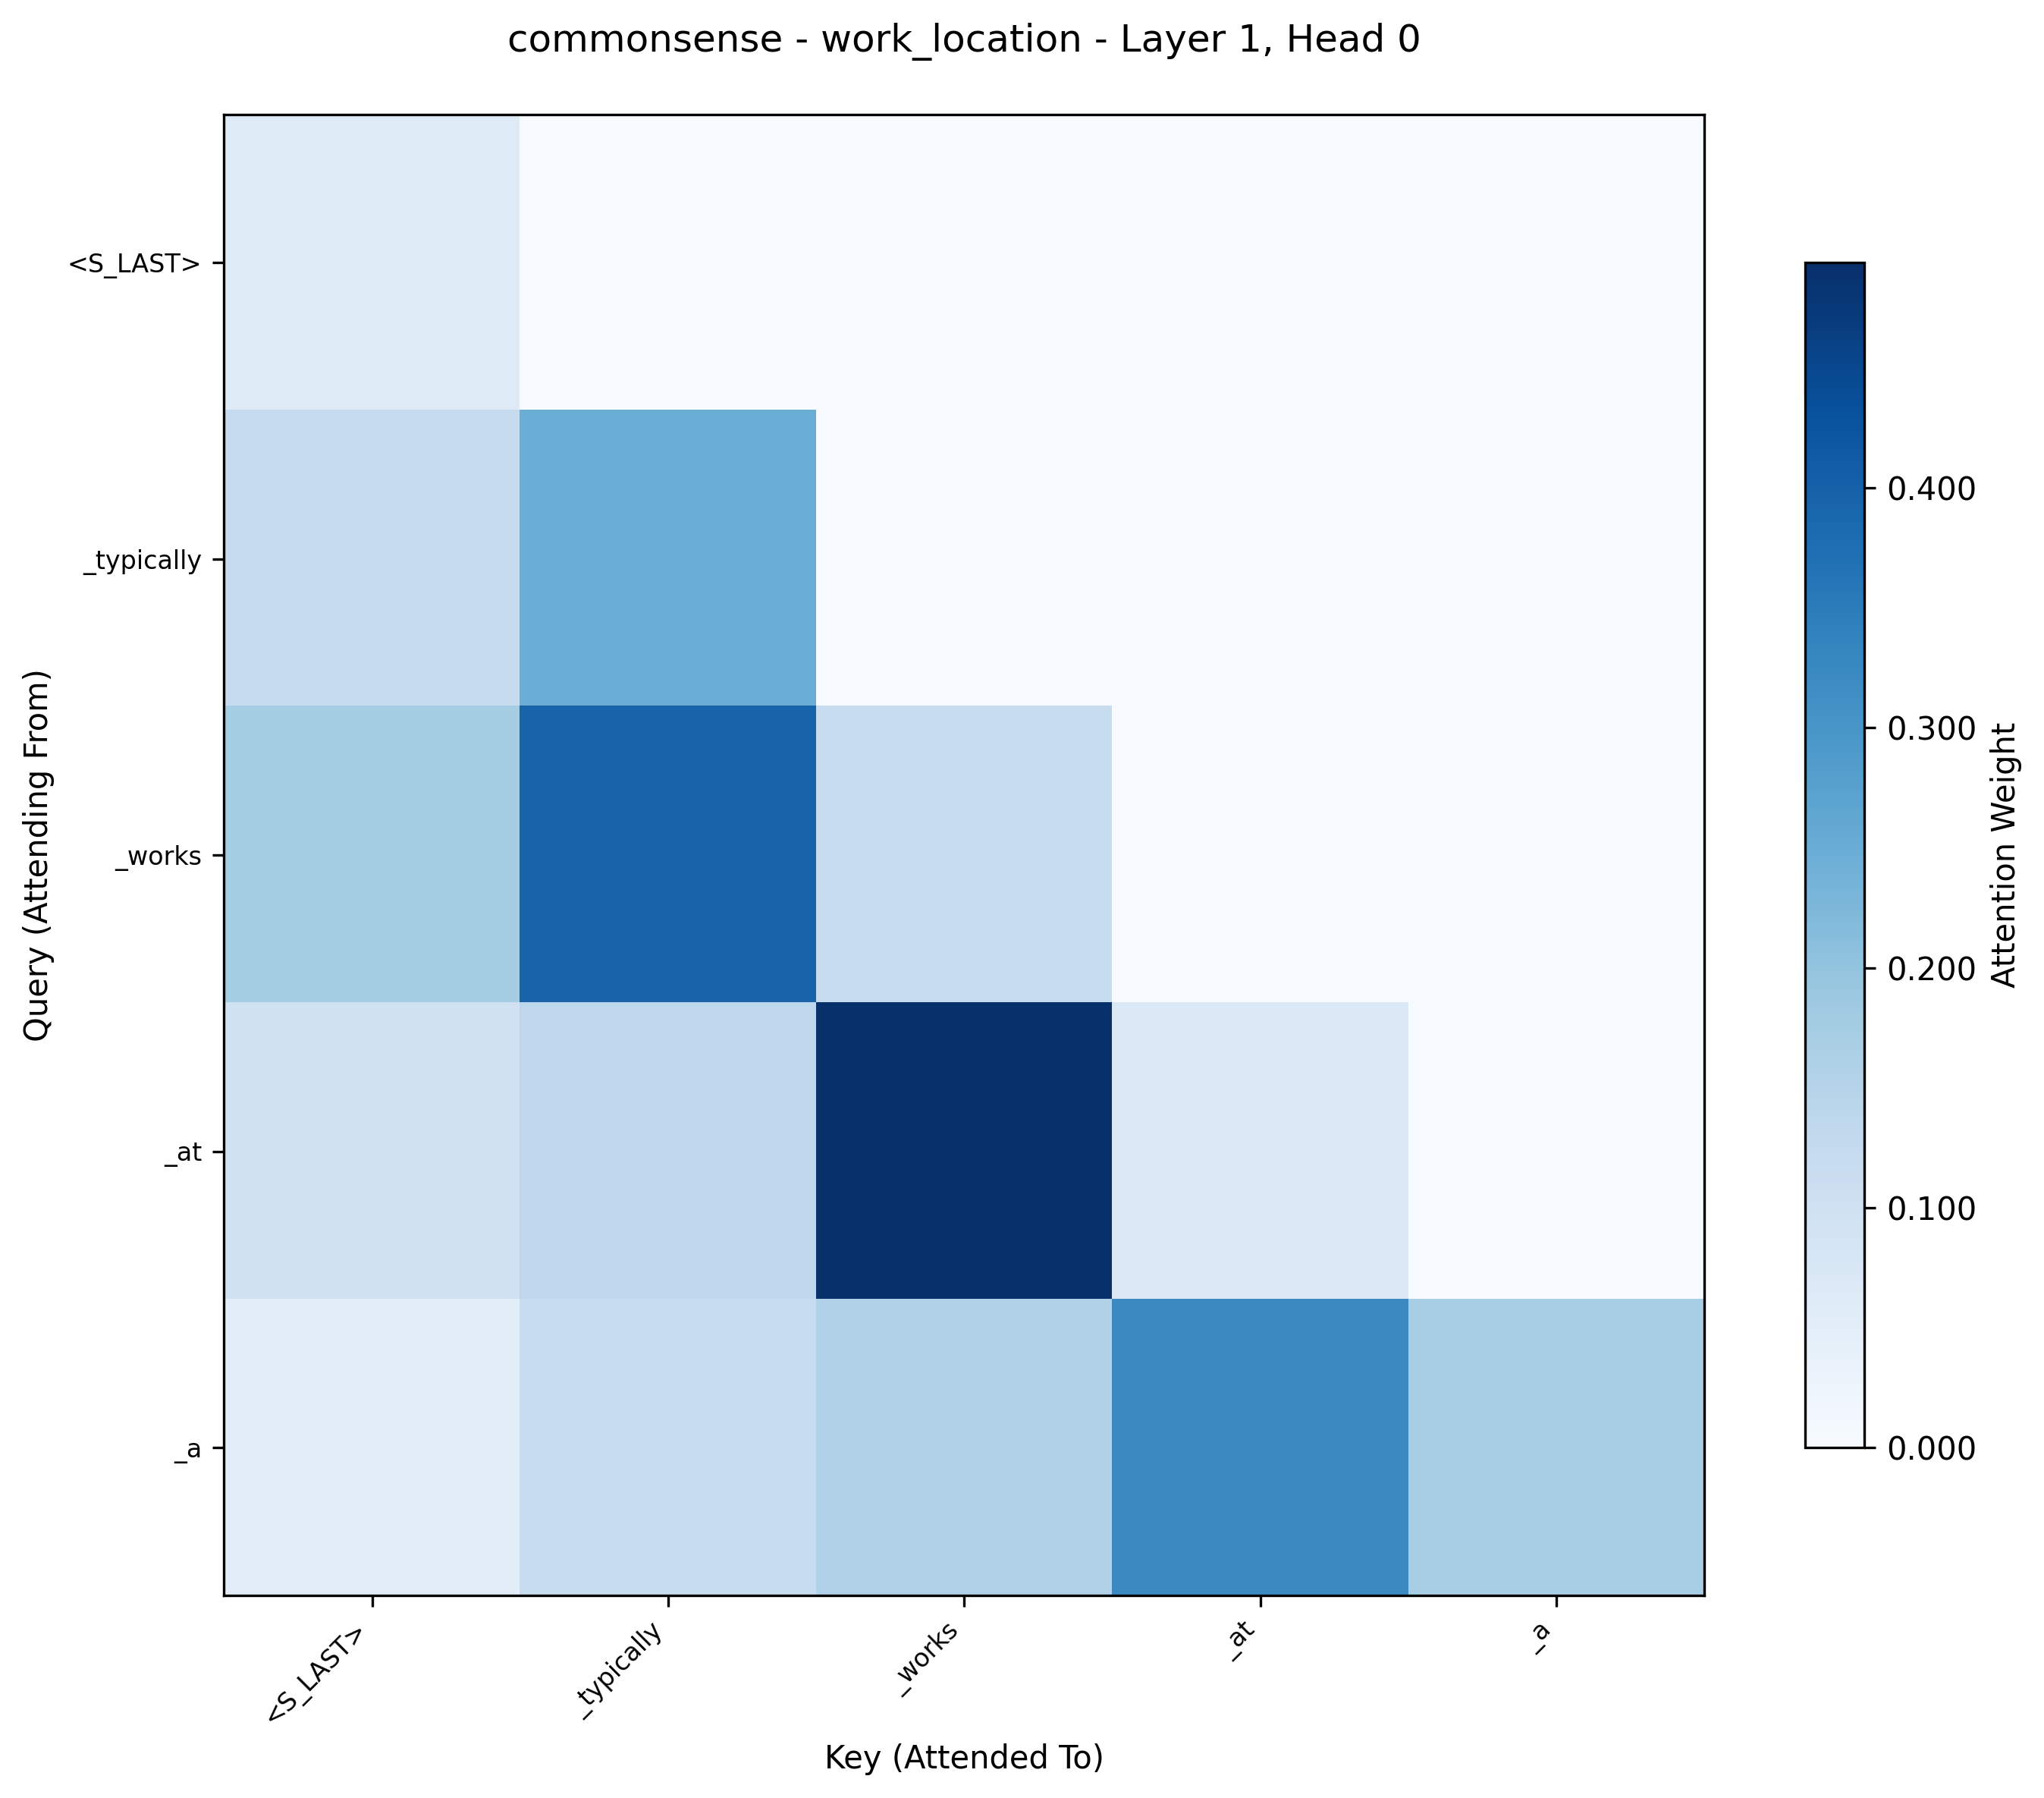 commonsense - work_location - Layer 1, Head 0
<S_LAST>
_typically
_works
_at
_a
Query (Attending From)
<S_LAST>
_typically
_works
_at
_a
Key (Attended To)
0.400
0.300
0.200
0.100
0.000
Attention Weight